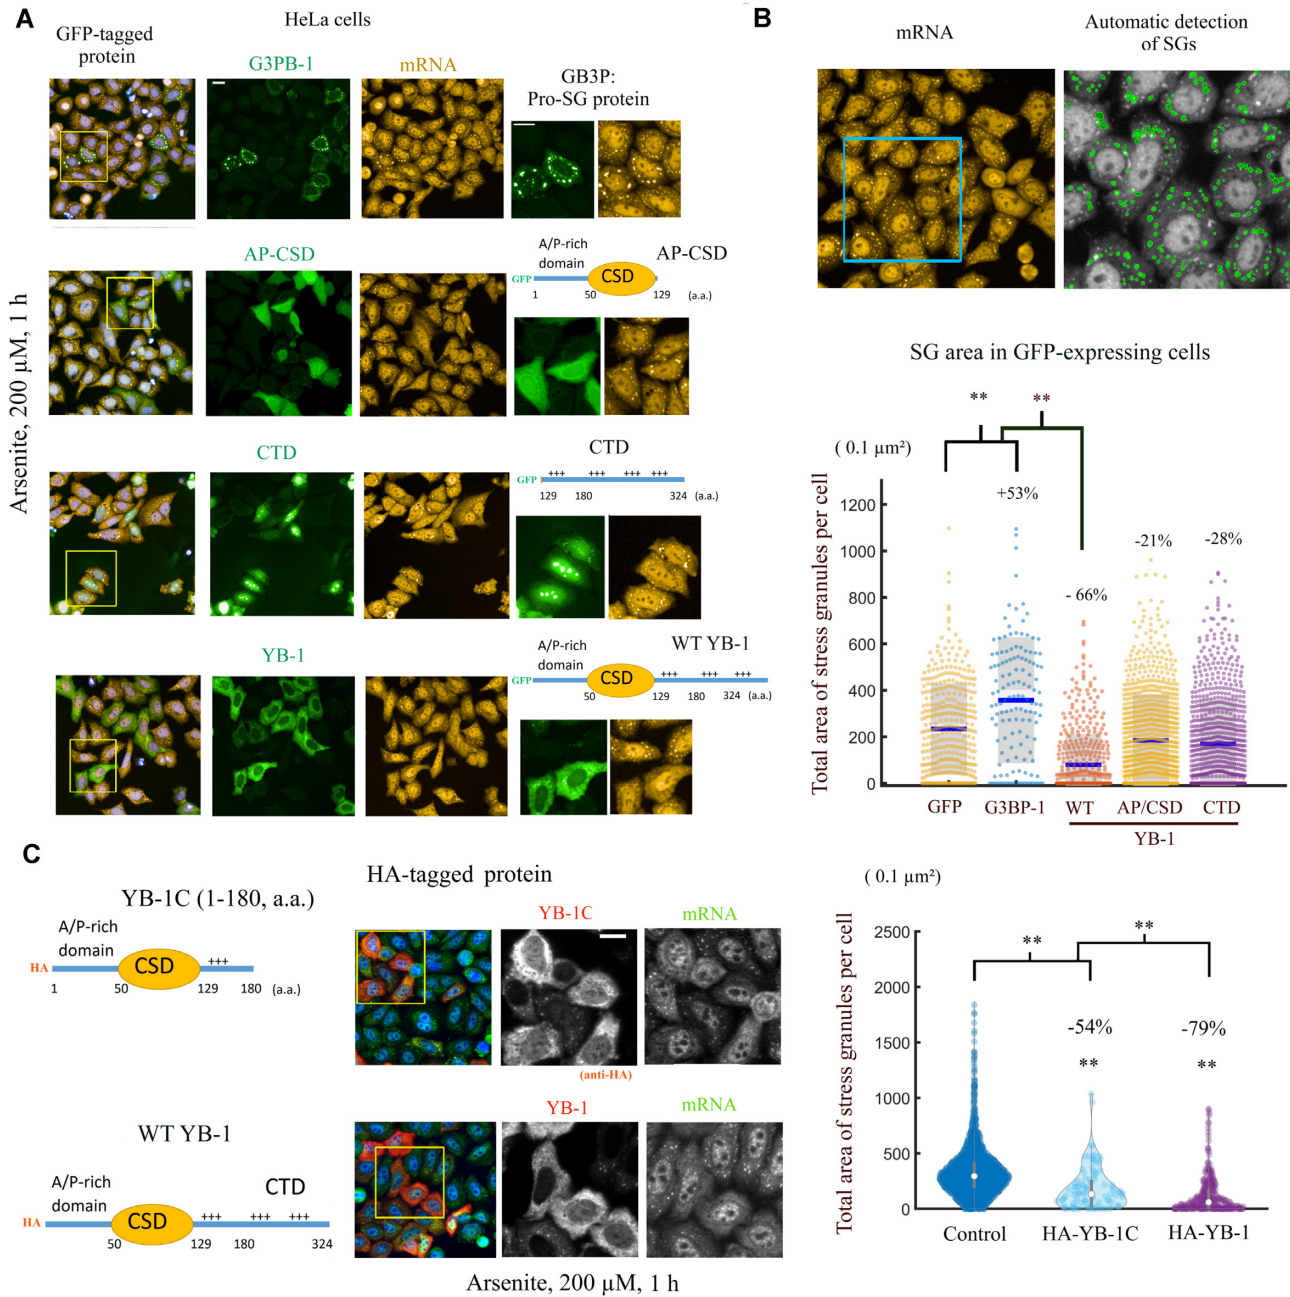 A
HeLa cells
GFP-tagged
protein
G3PB-1
mRNA
GB3P:
Pro-SG protein
Arsenite, 200 µM, 1 h
AP-CSD
A/P-rich
domain
AP-CSD
GFP
CSD
1 50 129 (a.a.)
CTD
CTD
+++ +++ +++ +++
GFP
129 180 324 (a.a.)
YB-1
A/P-rich
domain
WT YB-1
GFP
CSD
+++ +++ +++
50 129 180 324 (a.a.)
B
mRNA
Automatic detection
of SGs
SG area in GFP-expressing cells
** **
( 0.1 µm²)
Total area of stress granules per cell
1200
1000
800
600
400
200
0
+53%
- 66%
-21%
-28%
GFP G3BP-1 WT AP/CSD CTD
YB-1
C
HA-tagged protein
YB-1C (1-180, a.a.)
A/P-rich
domain
HA
CSD
+++
1 50 129 180 (a.a.)
YB-1C
mRNA
(anti-HA)
WT YB-1
A/P-rich
domain
CTD
HA
CSD
+++ +++ +++
50 129 180 324
YB-1
mRNA
Arsenite, 200 µM, 1 h
( 0.1 µm²)
Total area of stress granules per cell
2500
2000
1500
1000
500
0
** **
-54% -79%
** **
Control HA-YB-1C HA-YB-1